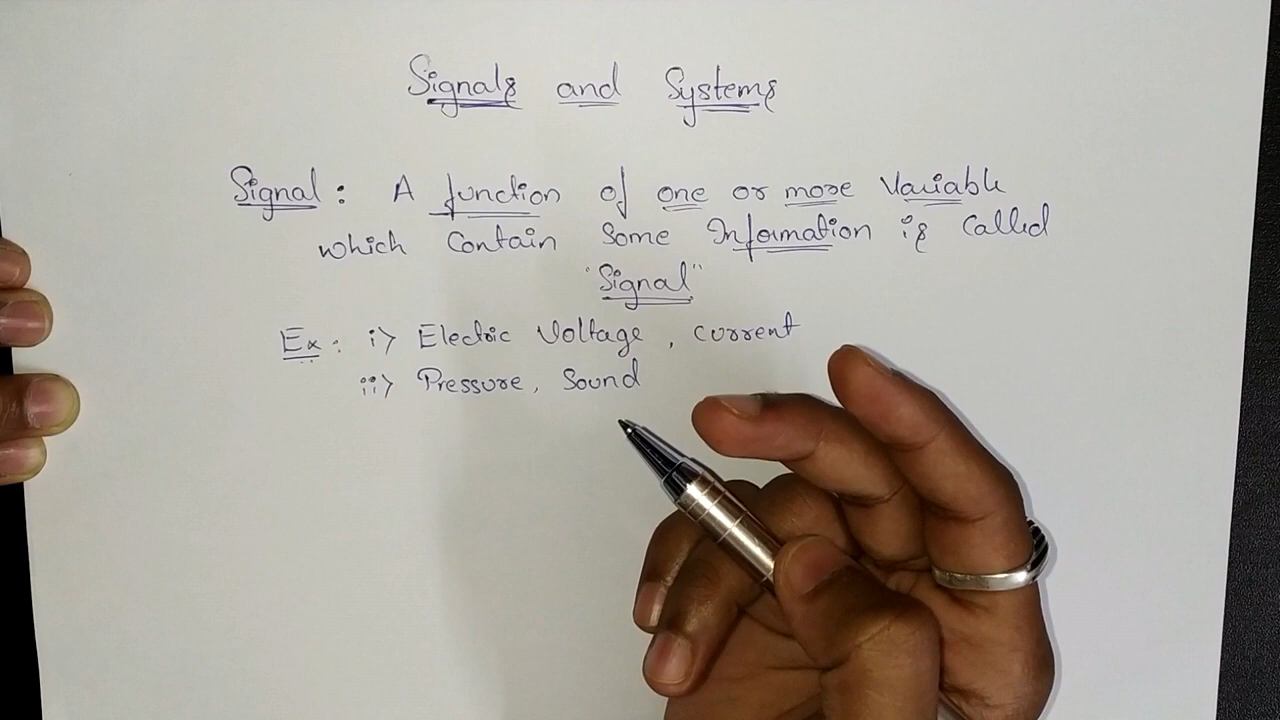 Signals and Systems
Signal : A function of one or more Variable
which Contain Some Information is Called
"Signal"
Ex : i> Electric Voltage , current
ii> Pressure, Sound